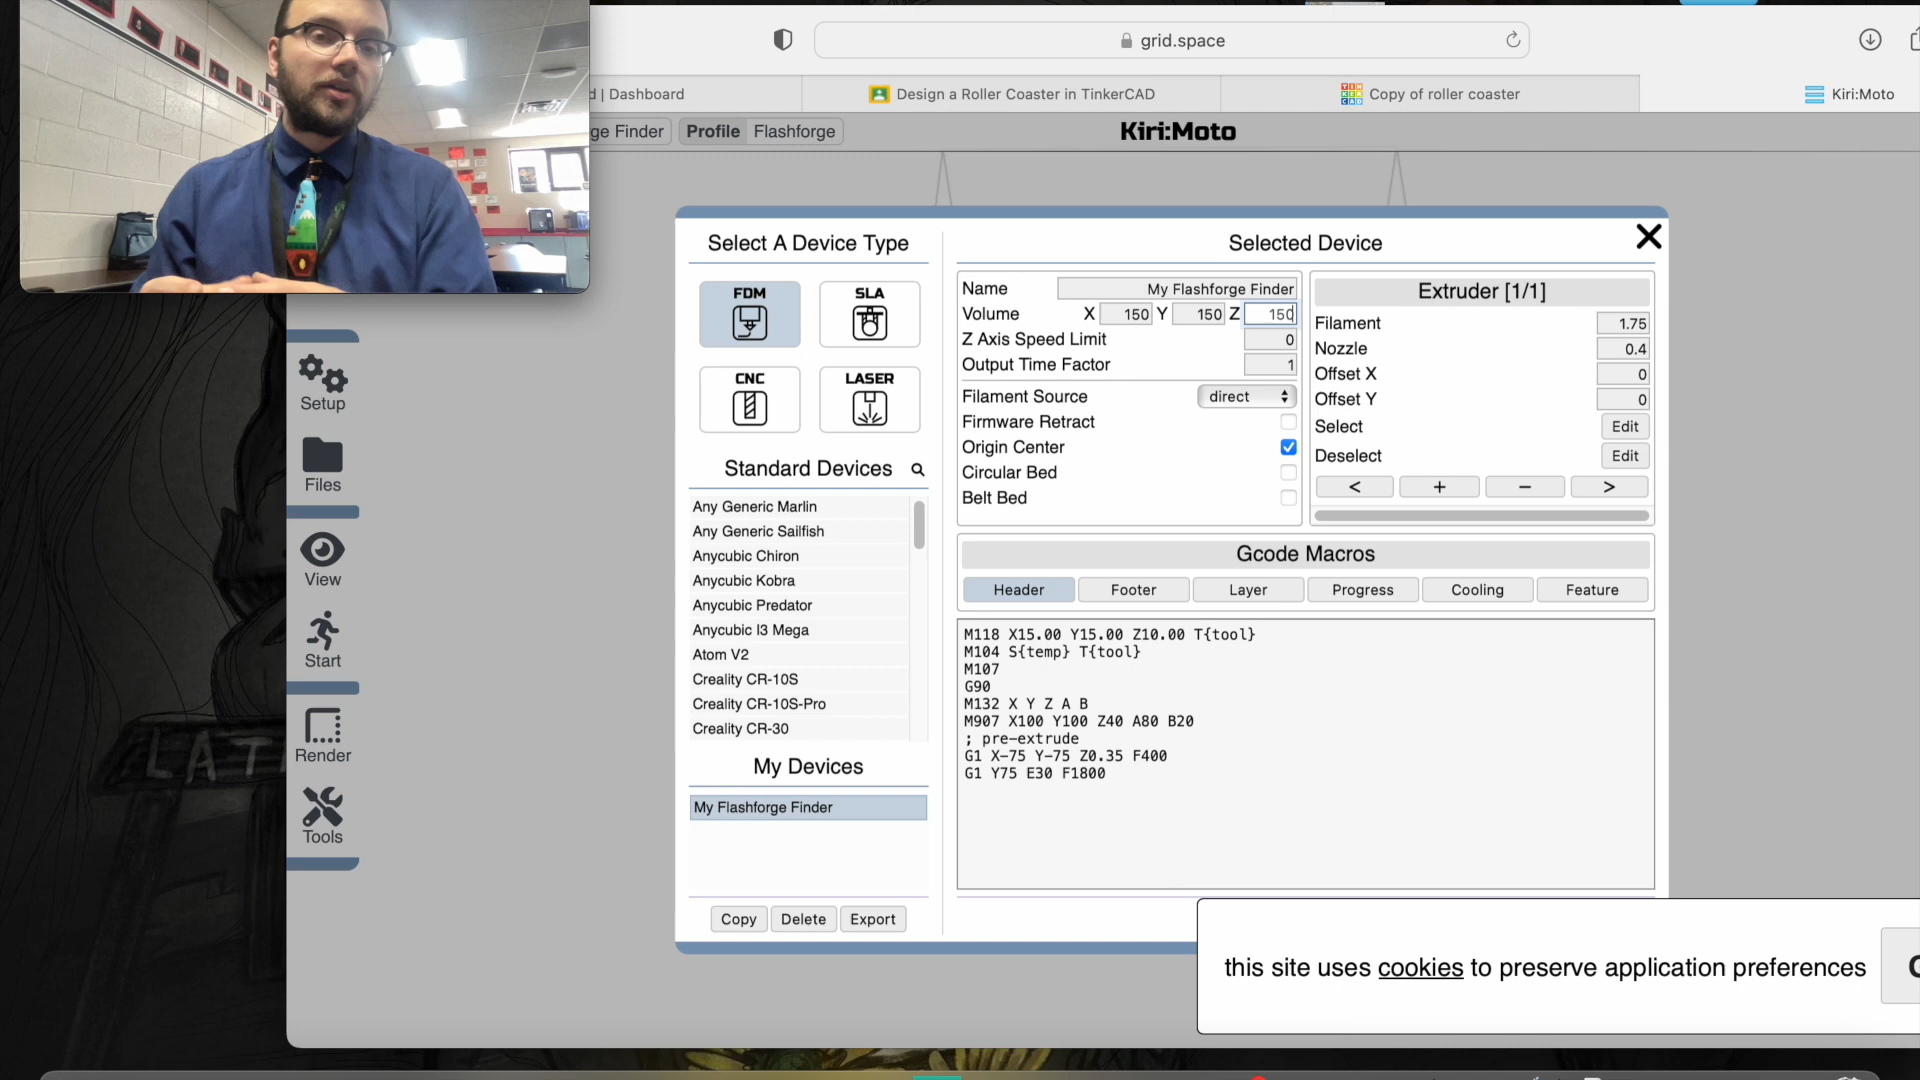 grid.space
d | Dashboard
Design a Roller Coaster in TinkerCAD
Copy of roller coaster
Kiri:Moto
ge Finder
Profile Flashforge
Kiri:Moto
Setup
Files
View
Start
Render
Tools
Select A Device Type
FDM
SLA
CNC
LASER
Standard Devices
Any Generic Marlin
Any Generic Sailfish
Anycubic Chiron
Anycubic Kobra
Anycubic Predator
Anycubic I3 Mega
Atom V2
Creality CR-10S
Creality CR-10S-Pro
Creality CR-30
My Devices
My Flashforge Finder
Copy Delete Export
Selected Device
Name My Flashforge Finder
Volume X 150 Y 150 Z 150
Z Axis Speed Limit 0
Output Time Factor 1
Filament Source direct
Firmware Retract
Origin Center
Circular Bed
Belt Bed
Extruder [1/1]
Filament 1.75
Nozzle 0.4
Offset X 0
Offset Y 0
Select Edit
Deselect Edit
< + − >
Gcode Macros
Header Footer Layer Progress Cooling Feature
M118 X15.00 Y15.00 Z10.00 T{tool}
M104 S{temp} T{tool}
M107
G90
M132 X Y Z A B
M907 X100 Y100 Z40 A80 B20
; pre-extrude
G1 X-75 Y-75 Z0.35 F400
G1 Y75 E30 F1800
this site uses cookies to preserve application preferences
LAT